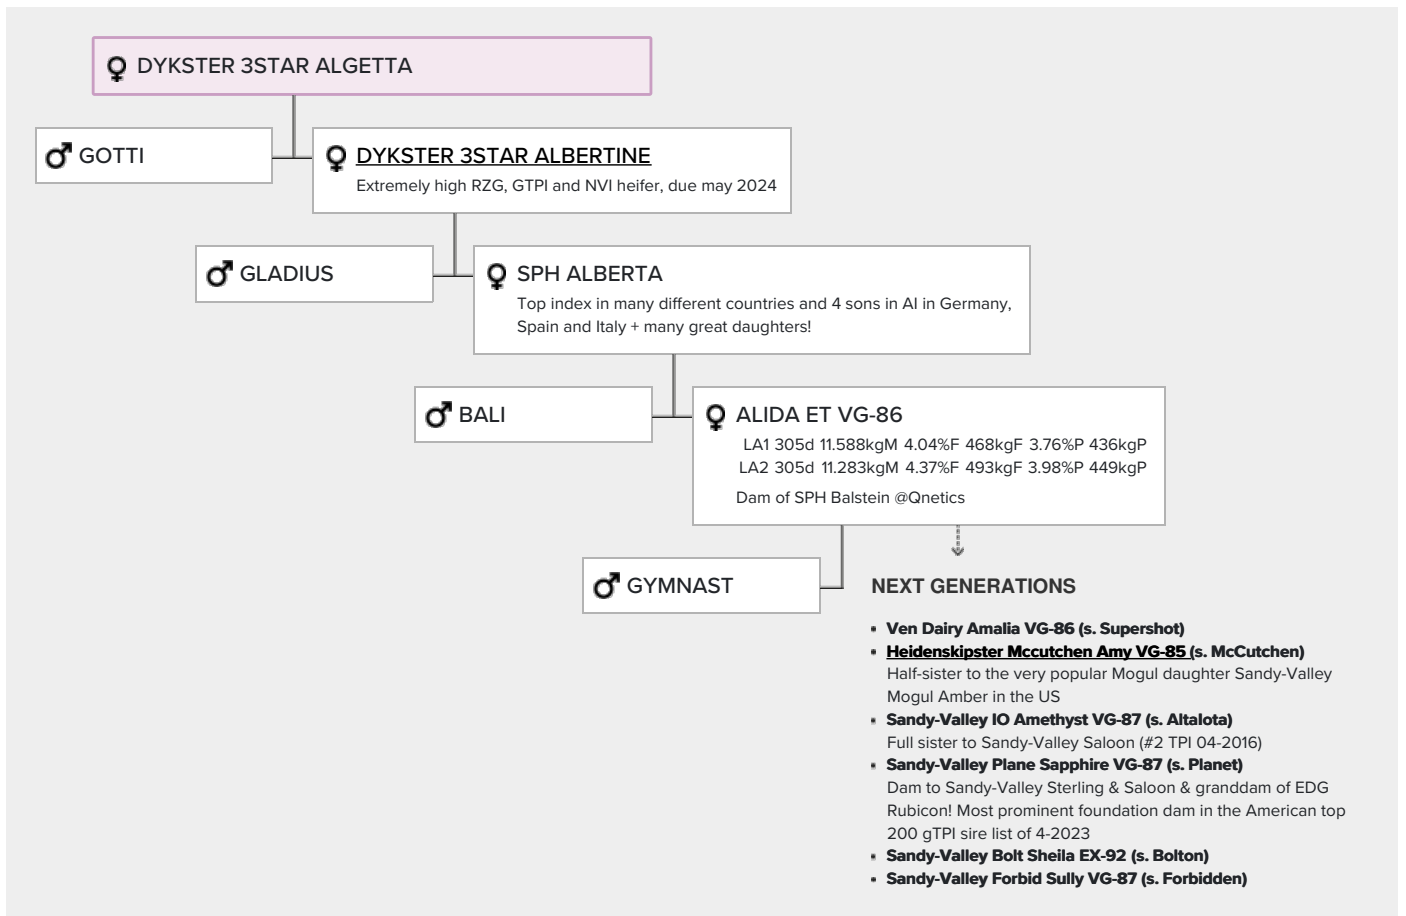 DYKSTER 3STAR ALGETTA
GOTTI
DYKSTER 3STAR ALBERTINE
Extremely high RZG, GTPI and NVI heifer, due may 2024
GLADIUS
SPH ALBERTA
Top index in many different countries and 4 sons in AI in Germany,
Spain and Italy + many great daughters!
BALI
ALIDA ET VG-86
LA1 305d 11.588kgM 4.04%F 468kgF 3.76%P 436kgP
LA2 305d 11.283kgM 4.37%F 493kgF 3.98%P 449kgP
Dam of SPH Balstein @Qnetics
GYMNAST
NEXT GENERATIONS
Ven Dairy Amalia VG-86 (s. Supershot)
Heidenskipster Mccutchen Amy VG-85 (s. McCutchen)
Half-sister to the very popular Mogul daughter Sandy-Valley
Mogul Amber in the US
Sandy-Valley IO Amethyst VG-87 (s. Altalota)
Full sister to Sandy-Valley Saloon (#2 TPI 04-2016)
Sandy-Valley Plane Sapphire VG-87 (s. Planet)
Dam to Sandy-Valley Sterling & Saloon & granddam of EDG
Rubicon! Most prominent foundation dam in the American top
200 gTPI sire list of 4-2023
Sandy-Valley Bolt Sheila EX-92 (s. Bolton)
Sandy-Valley Forbid Sully VG-87 (s. Forbidden)